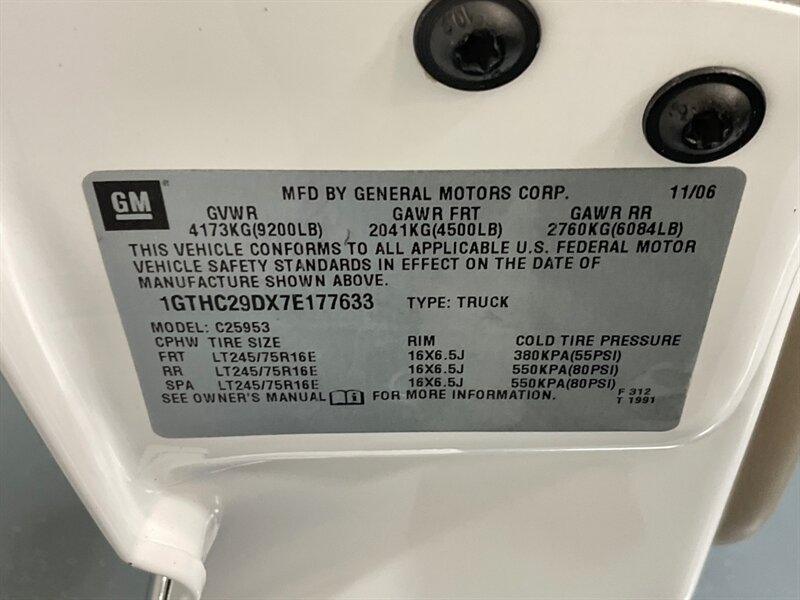 GM MFD BY GENERAL MOTORS CORP. 11/06
GVWR GAWR FRT GAWR RR
4173KG(9200LB) 2041KG(4500LB) 2760KG(6084LB)
THIS VEHICLE CONFORMS TO ALL APPLICABLE U.S. FEDERAL MOTOR
VEHICLE SAFETY STANDARDS IN EFFECT ON THE DATE OF
MANUFACTURE SHOWN ABOVE.
1GTHC29DX7E177633 TYPE: TRUCK
MODEL: C25953
CPHW TIRE SIZE RIM COLD TIRE PRESSURE
FRT LT245/75R16E 16X6.5J 380KPA(55PSI)
RR LT245/75R16E 16X6.5J 550KPA(80PSI)
SPA LT245/75R16E 16X6.5J 550KPA(80PSI)
SEE OWNER'S MANUAL FOR MORE INFORMATION. F 312
T 1991